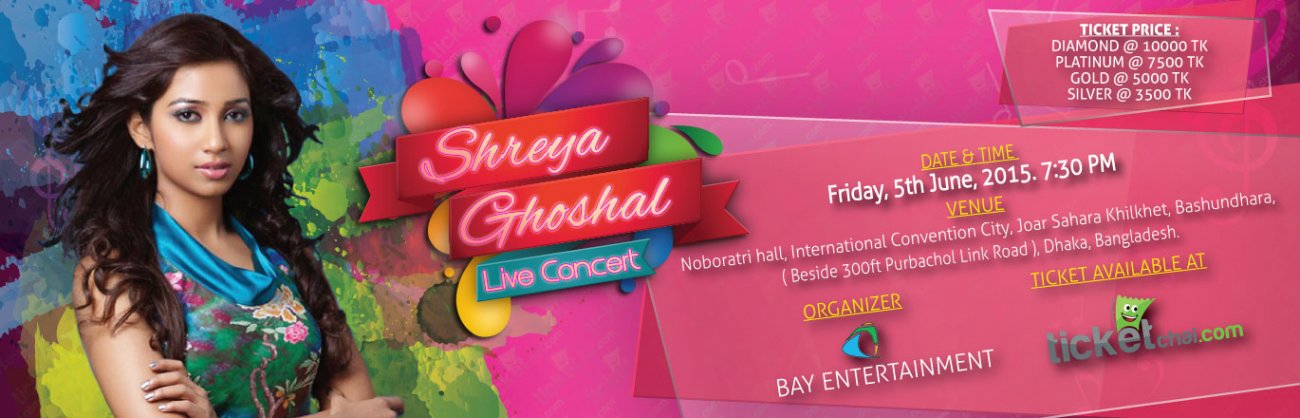 Shreya
Ghoshal
Live Concert
TICKET PRICE :
DIAMOND @ 10000 TK
PLATINUM @ 7500 TK
GOLD @ 5000 TK
SILVER @ 3500 TK
DATE & TIME
Friday, 5th June, 2015. 7:30 PM
VENUE
Noboratri hall, International Convention City, Joar Sahara Khilkhet, Bashundhara,
( Beside 300ft Purbachol Link Road ), Dhaka, Bangladesh.
ORGANIZER
BAY ENTERTAINMENT
TICKET AVAILABLE AT
ticketchai.com